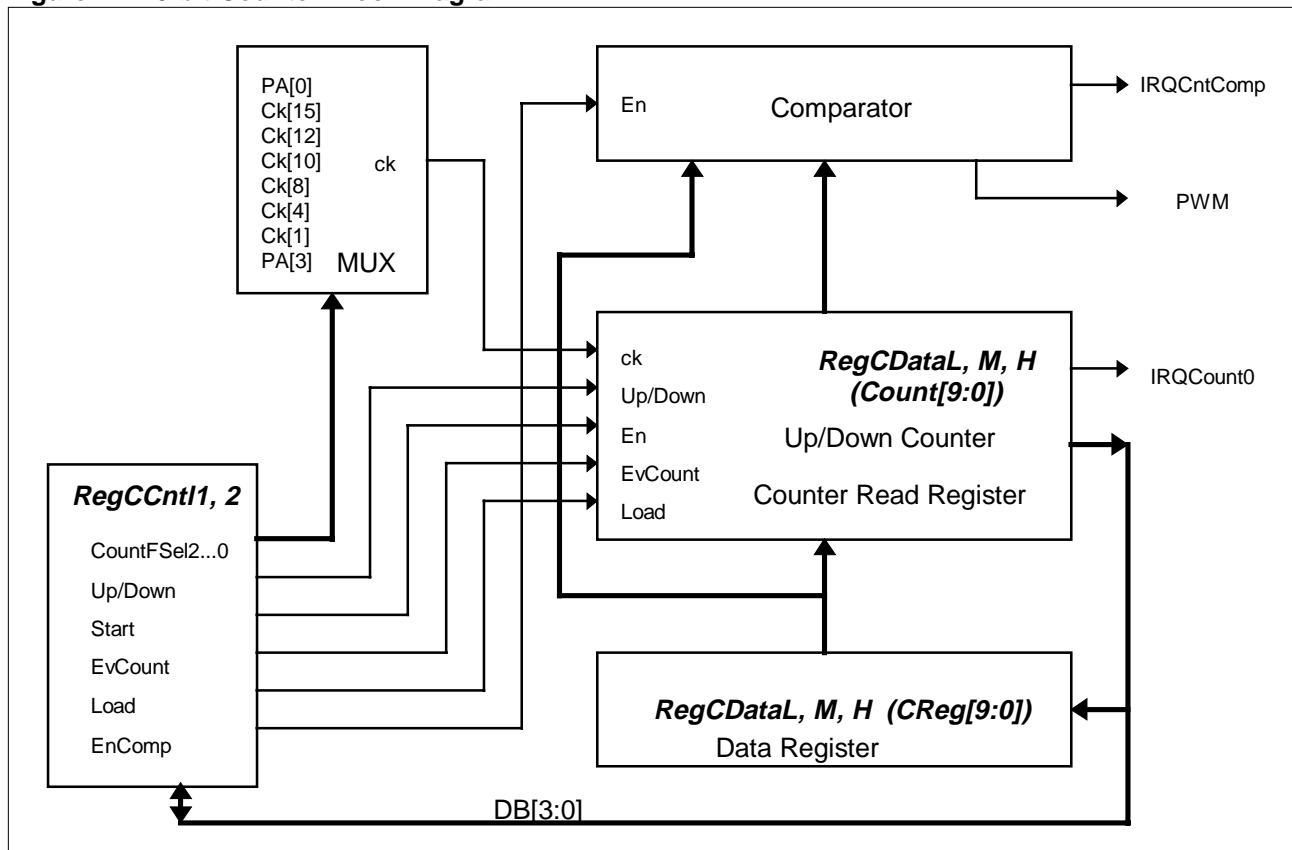 PA[0]
Ck[15]
Ck[12]
Ck[10]
Ck[8]
Ck[4]
Ck[1]
PA[3]
ck
MUX
En
Comparator
IRQCntComp
PWM
ck
Up/Down
En
EvCount
Load
RegCDataL, M, H
(Count[9:0])
Up/Down Counter
Counter Read Register
IRQCount0
RegCCntl1, 2
CountFSel2...0
Up/Down
Start
EvCount
Load
EnComp
RegCDataL, M, H (CReg[9:0])
Data Register
DB[3:0]